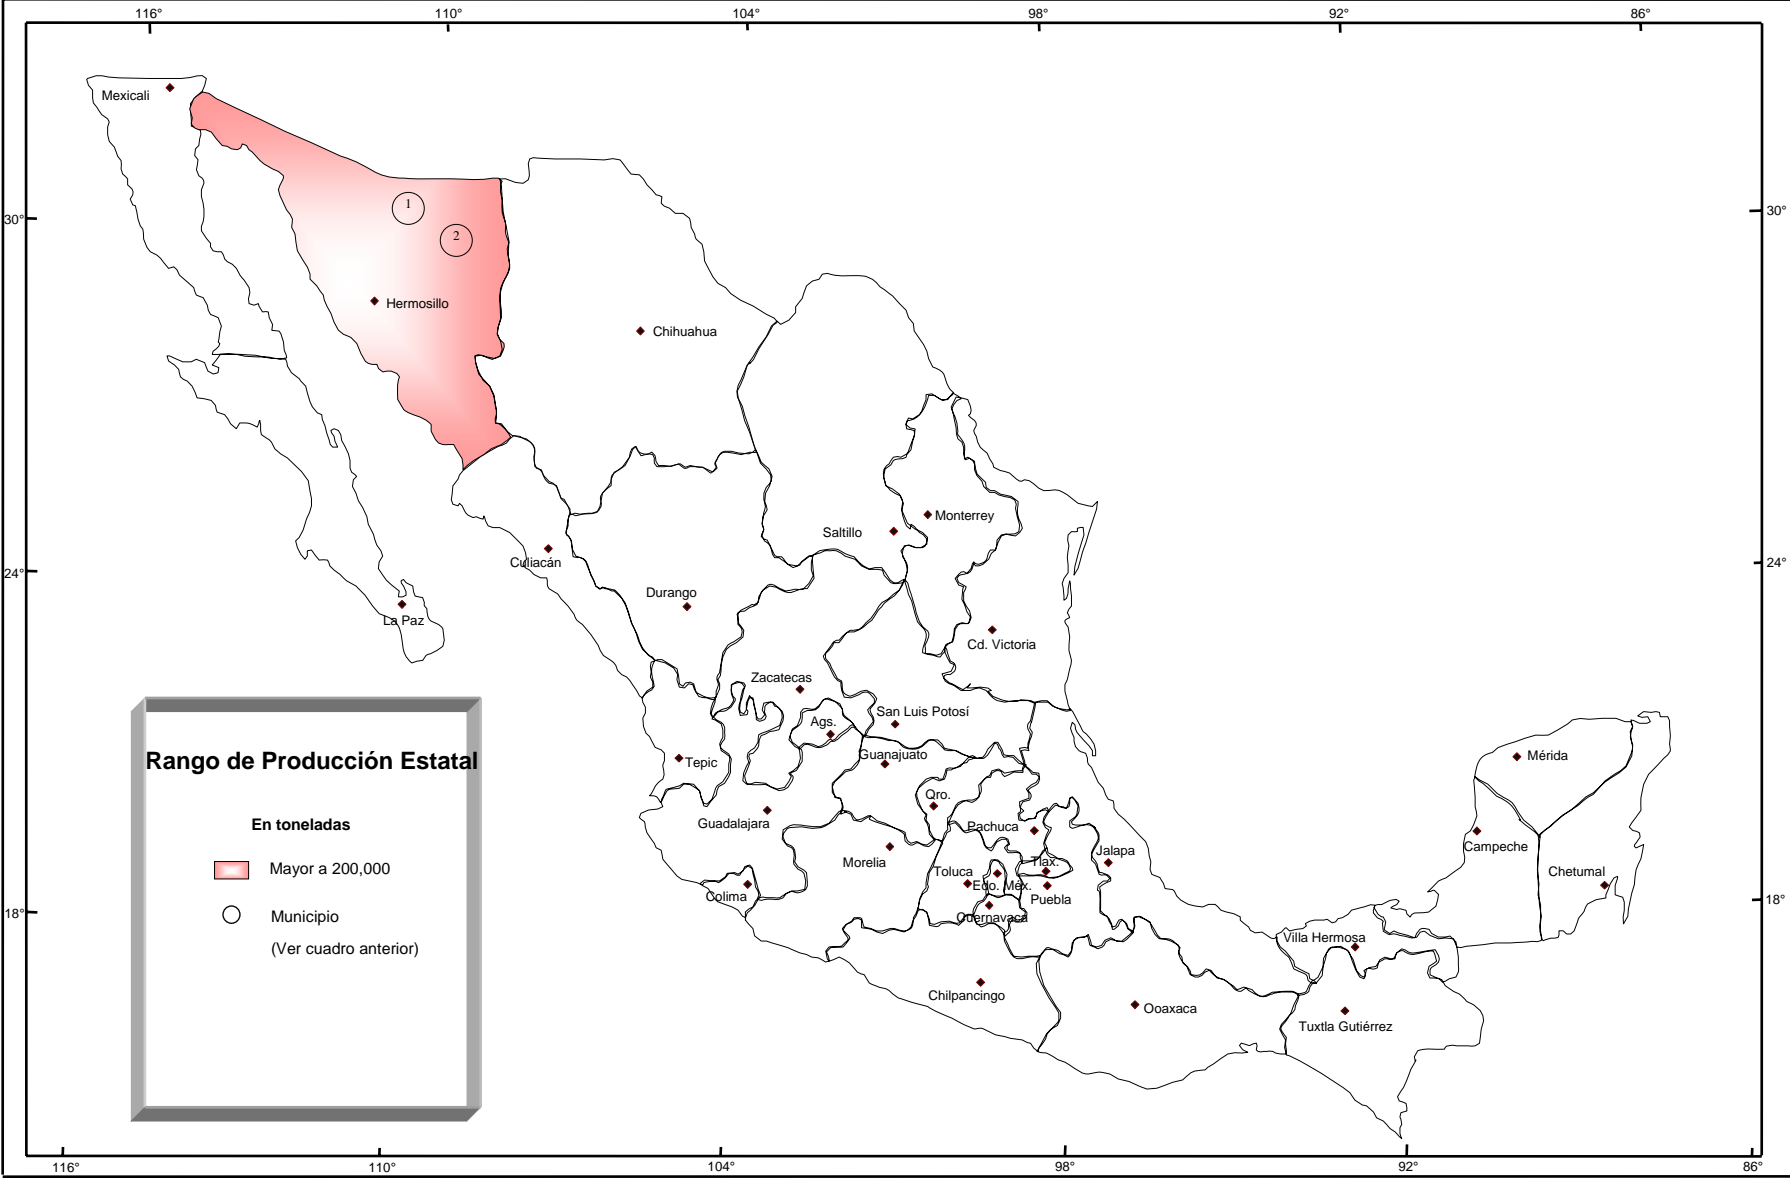 116°
110°
104°
98°
92°
86°
Mexicali
1
30°
30°
2
Hermosillo
Chihuahua
Monterrey
Saltillo
Culiacán
24°
24°
Durango
La Paz
Cd. Victoria
Zacatecas
San Luis Potosí
Ags.
Guanajuato
Mérida
Rango de Producción Estatal
Tepic
Qro.
En toneladas
Guadalajara
Pachuca
Campeche
Jalapa
Morelia
Tlax.
Mayor a 200,000
Toluca
Chetumal
Edo. Méx.
Colima
Puebla
18°
18°
Municipio
Cuernavaca
Villa Hermosa
(Ver cuadro anterior)
Chilpancingo
Ooaxaca
Tuxtla Gutiérrez
116°
110°
104°
98°
92°
86°